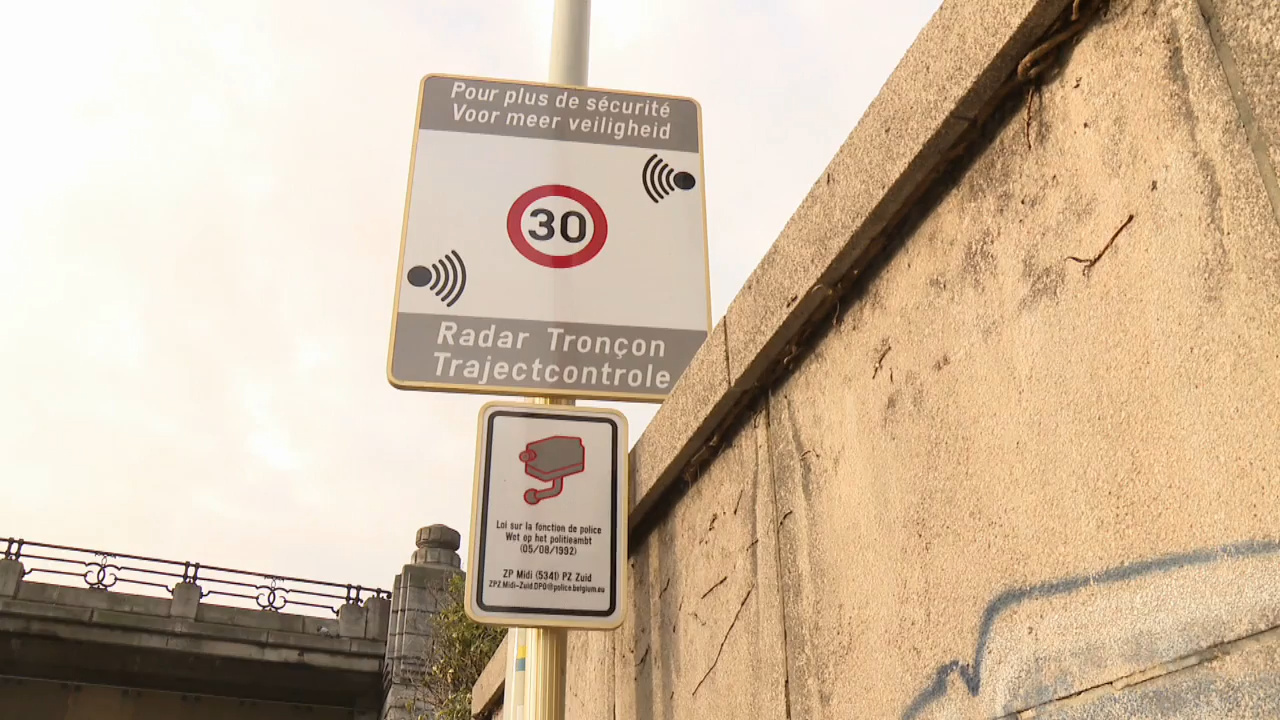 Pour plus de sécurité
Voor meer veiligheid
30
Radar Tronçon
Trajectcontrole
Loi sur la fonction de police
Wet op het politieambt
(05/08/1992)
ZP Midi (5341) PZ Zuid
ZPZ.Midi-Zuid.DPO@police.belgium.eu